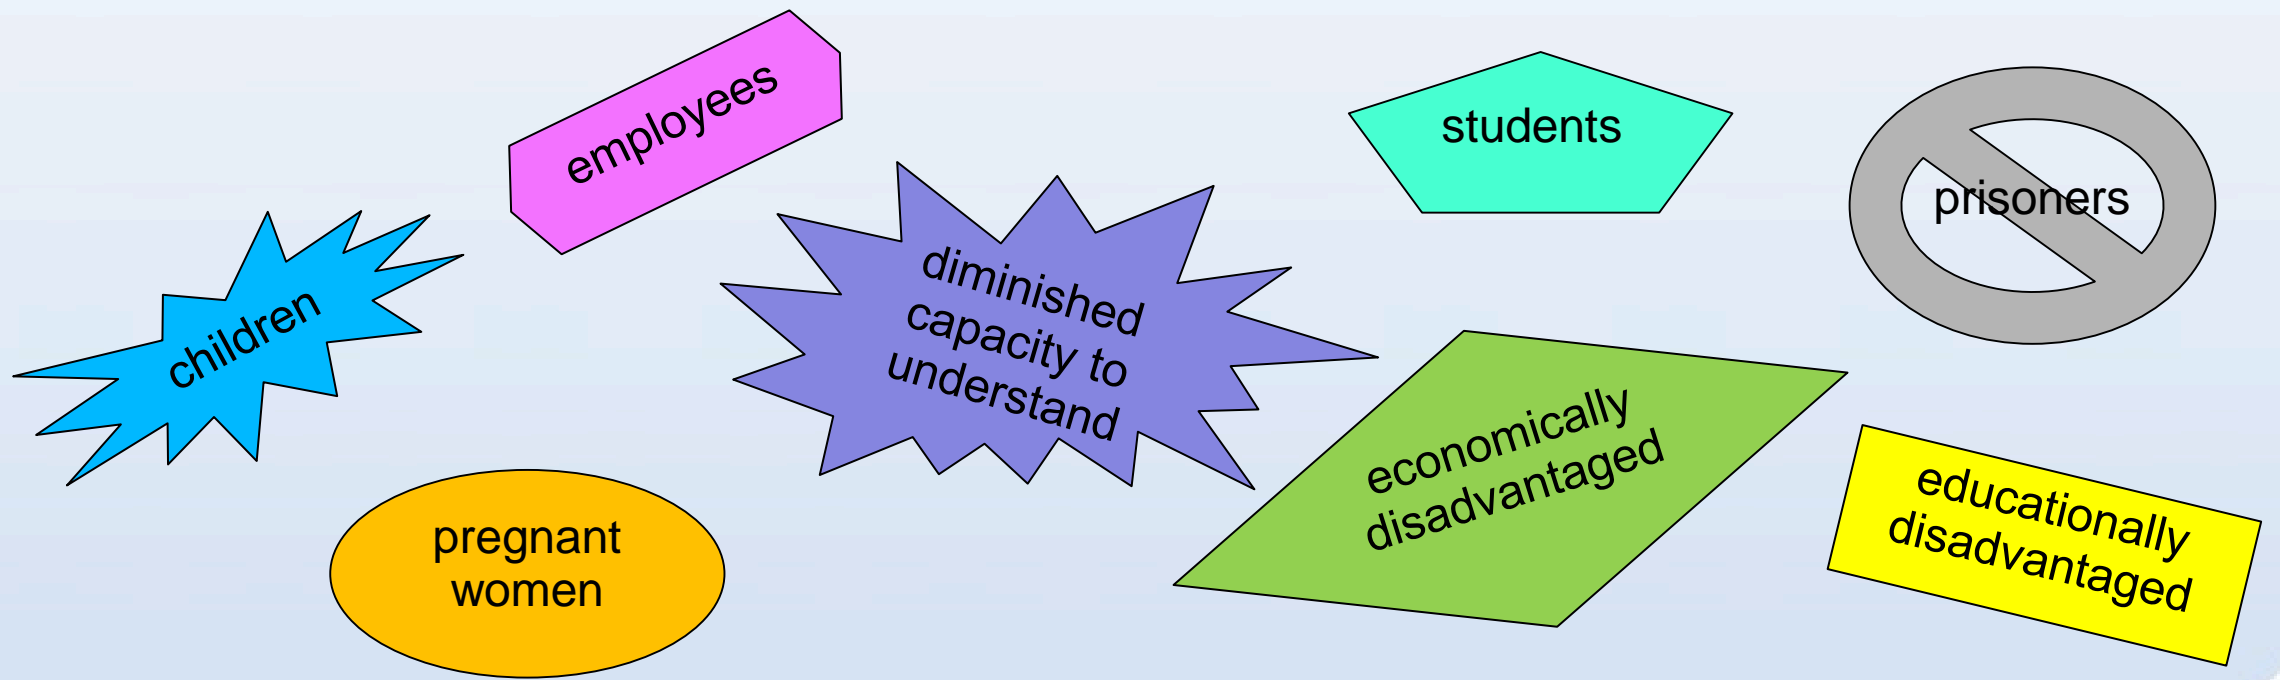 employees
students
prisoners
children
diminished
capacity to
understand
economically
disadvantaged
educationally
disadvantaged
pregnant
women